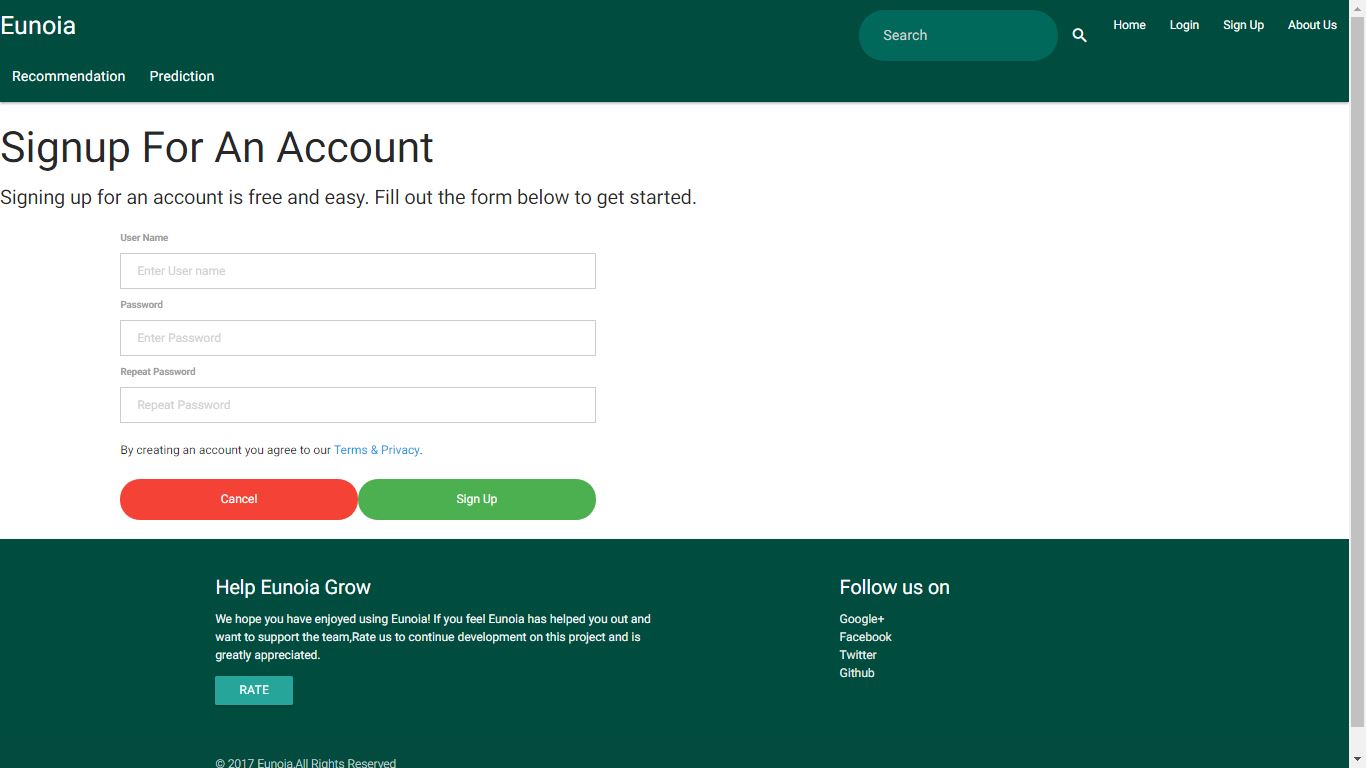 Eunoia
Search
Home
Login
Sign Up
About Us
Recommendation
Prediction
Signup For An Account
Signing up for an account is free and easy. Fill out the form below to get started.
User Name
Enter User name
Password
Enter Password
Repeat Password
Repeat Password
By creating an account you agree to our Terms & Privacy.
Cancel
Sign Up
Help Eunoia Grow
We hope you have enjoyed using Eunoia! If you feel Eunoia has helped you out and
want to support the team,Rate us to continue development on this project and is
greatly appreciated.
RATE
Follow us on
Google+
Facebook
Twitter
Github
© 2017 Eunoia,All Rights Reserved